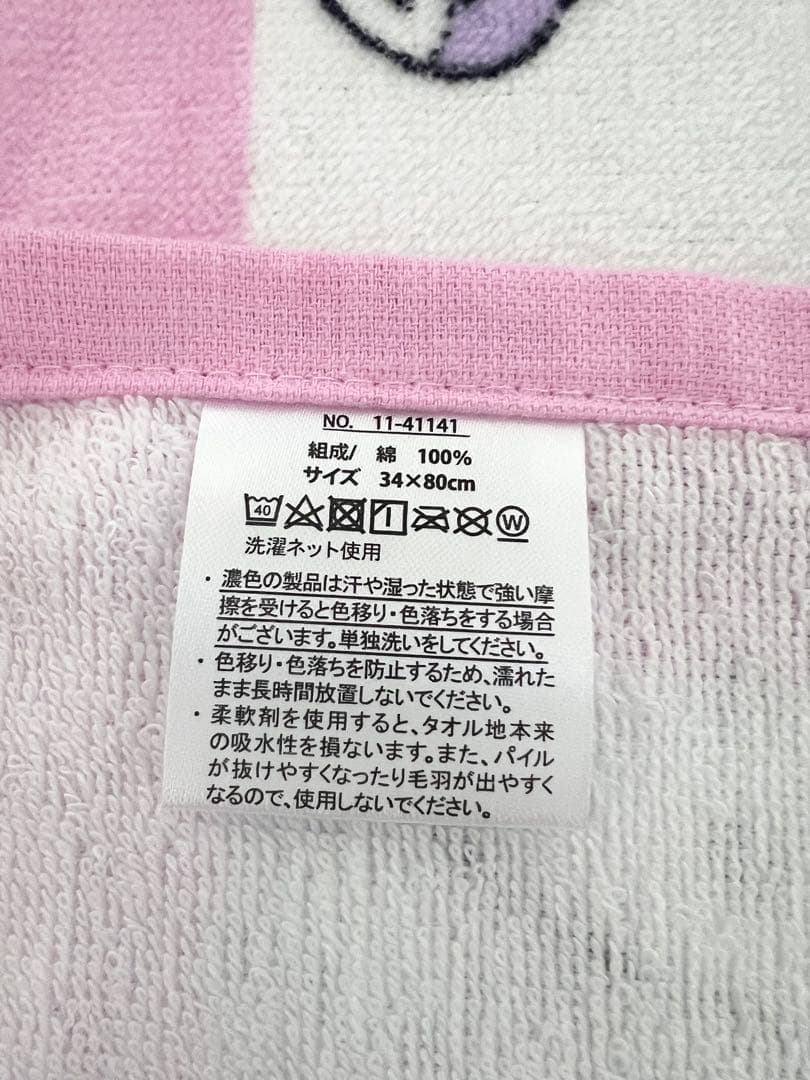 NO. 11-41141
組成/ 綿 100%
サイズ 34×80cm
40 W
洗濯ネット使用
・濃色の製品は汗や湿った状態で強い摩
擦を受けると色移り・色落ちをする場合
がございます。単独洗いをしてください。
・色移り・色落ちを防止するため、濡れた
まま長時間放置しないでください。
・柔軟剤を使用すると、タオル地本来
の吸水性を損ないます。また、パイル
が抜けやすくなったり毛羽が出やすく
なるので、使用しないでください。